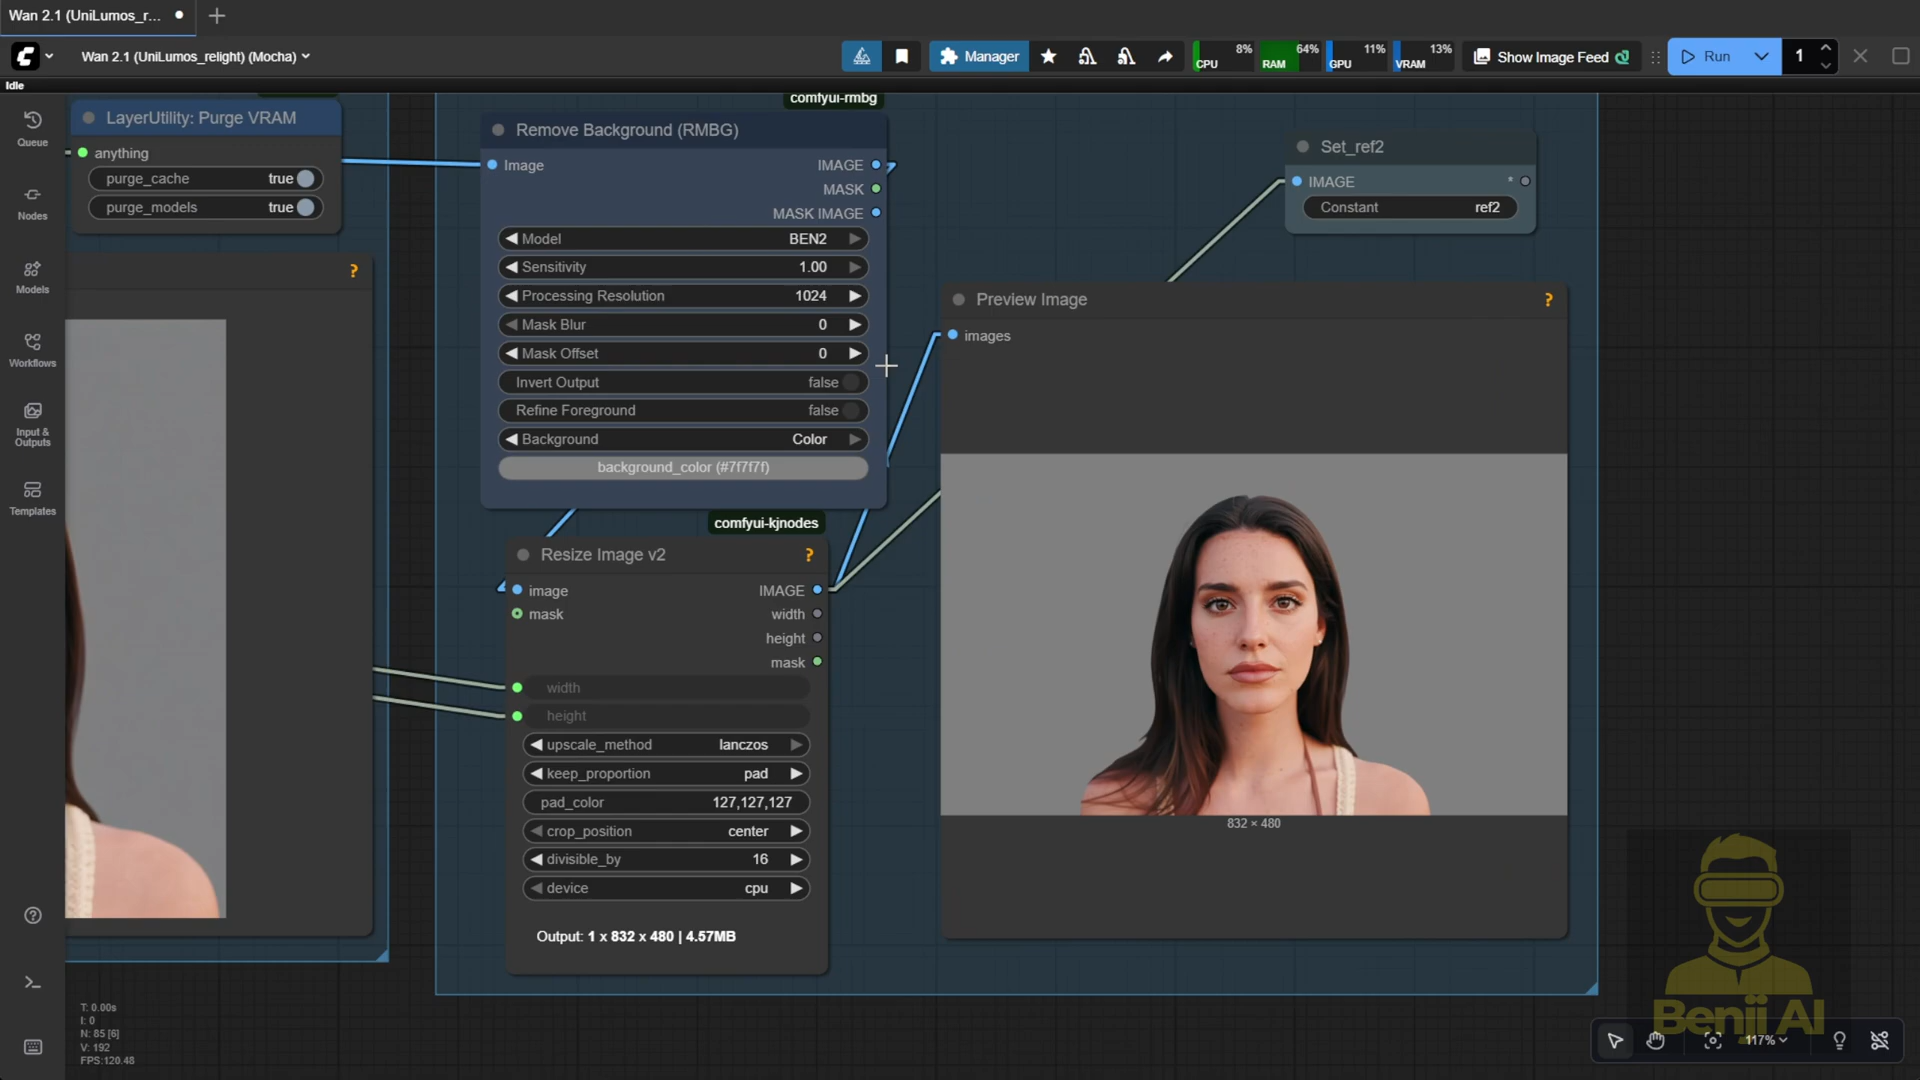 Wan 2.1 (UniLumos_r...
Wan 2.1 (UniLumos_relight) (Mocha)
Manager
CPU 8%
RAM 64%
GPU 11%
VRAM 13%
Show Image Feed
Run
1
Idle
Queue
Nodes
Models
Workflows
Input & Outputs
Templates
LayerUtility: Purge VRAM
anything
purge_cache true
purge_models true
?
comfyui-rmbg
Remove Background (RMBG)
Image IMAGE
MASK
MASK IMAGE
Model BEN2
Sensitivity 1.00
Processing Resolution 1024
Mask Blur 0
Mask Offset 0
Invert Output false
Refine Foreground false
Background Color
background_color (#7f7f7f)
comfyui-kjnodes
Resize Image v2 ?
image IMAGE
mask width
height
mask
width
height
upscale_method lanczos
keep_proportion pad
pad_color 127,127,127
crop_position center
divisible_by 16
device cpu
Output: 1 x 832 x 480 | 4.57MB
Set_ref2
IMAGE *
Constant ref2
Preview Image ?
images
832 × 480
T: 0.00s
I: 0
N: 85 [6]
V: 192
FPS:120.48
Benji AI
117%